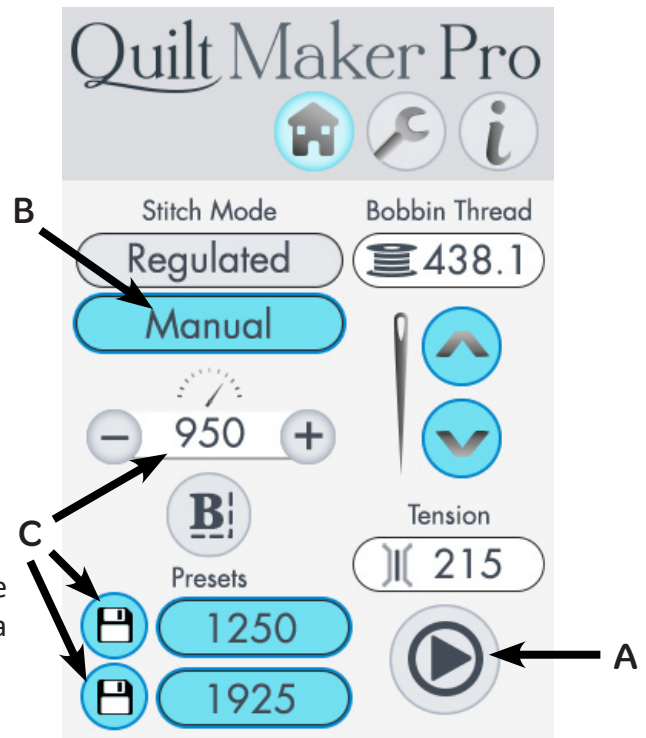 Quilt Maker Pro
i
B
Stitch Mode
Bobbin Thread
Regulated
438.1
Manual
950
B
C
Tension
215
Presets
e
a
1250
A
1925